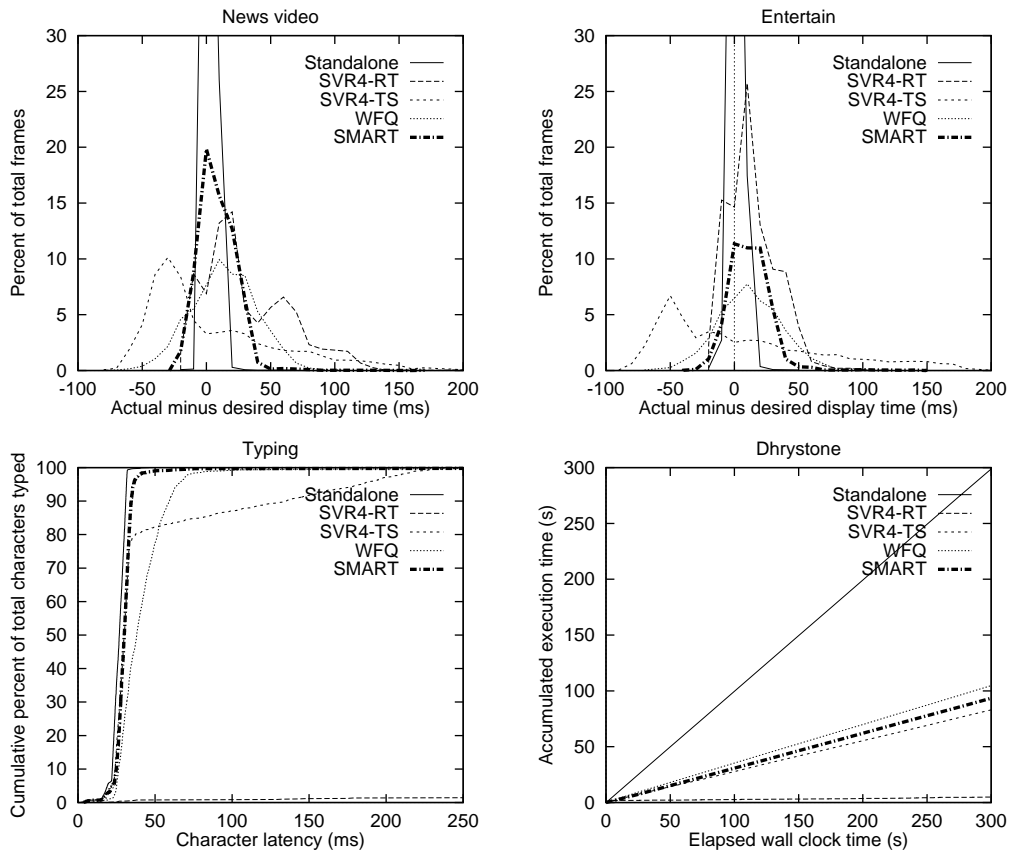 News video
Percent of total frames
30
25
20
15
10
5
0
-100
-50
0
50
100
150
200
Actual minus desired display time (ms)
Standalone
SVR4-RT
SVR4-TS
WFQ
SMART
Entertain
Percent of total frames
30
25
20
15
10
5
0
-100
-50
0
50
100
150
200
Actual minus desired display time (ms)
Standalone
SVR4-RT
SVR4-TS
WFQ
SMART
Typing
Cumulative percent of total characters typed
100
90
80
70
60
50
40
30
20
10
0
0
50
100
150
200
250
Character latency (ms)
Standalone
SVR4-RT
SVR4-TS
WFQ
SMART
Dhrystone
Accumulated execution time (s)
300
250
200
150
100
50
0
0
50
100
150
200
250
300
Elapsed wall clock time (s)
Standalone
SVR4-RT
SVR4-TS
WFQ
SMART